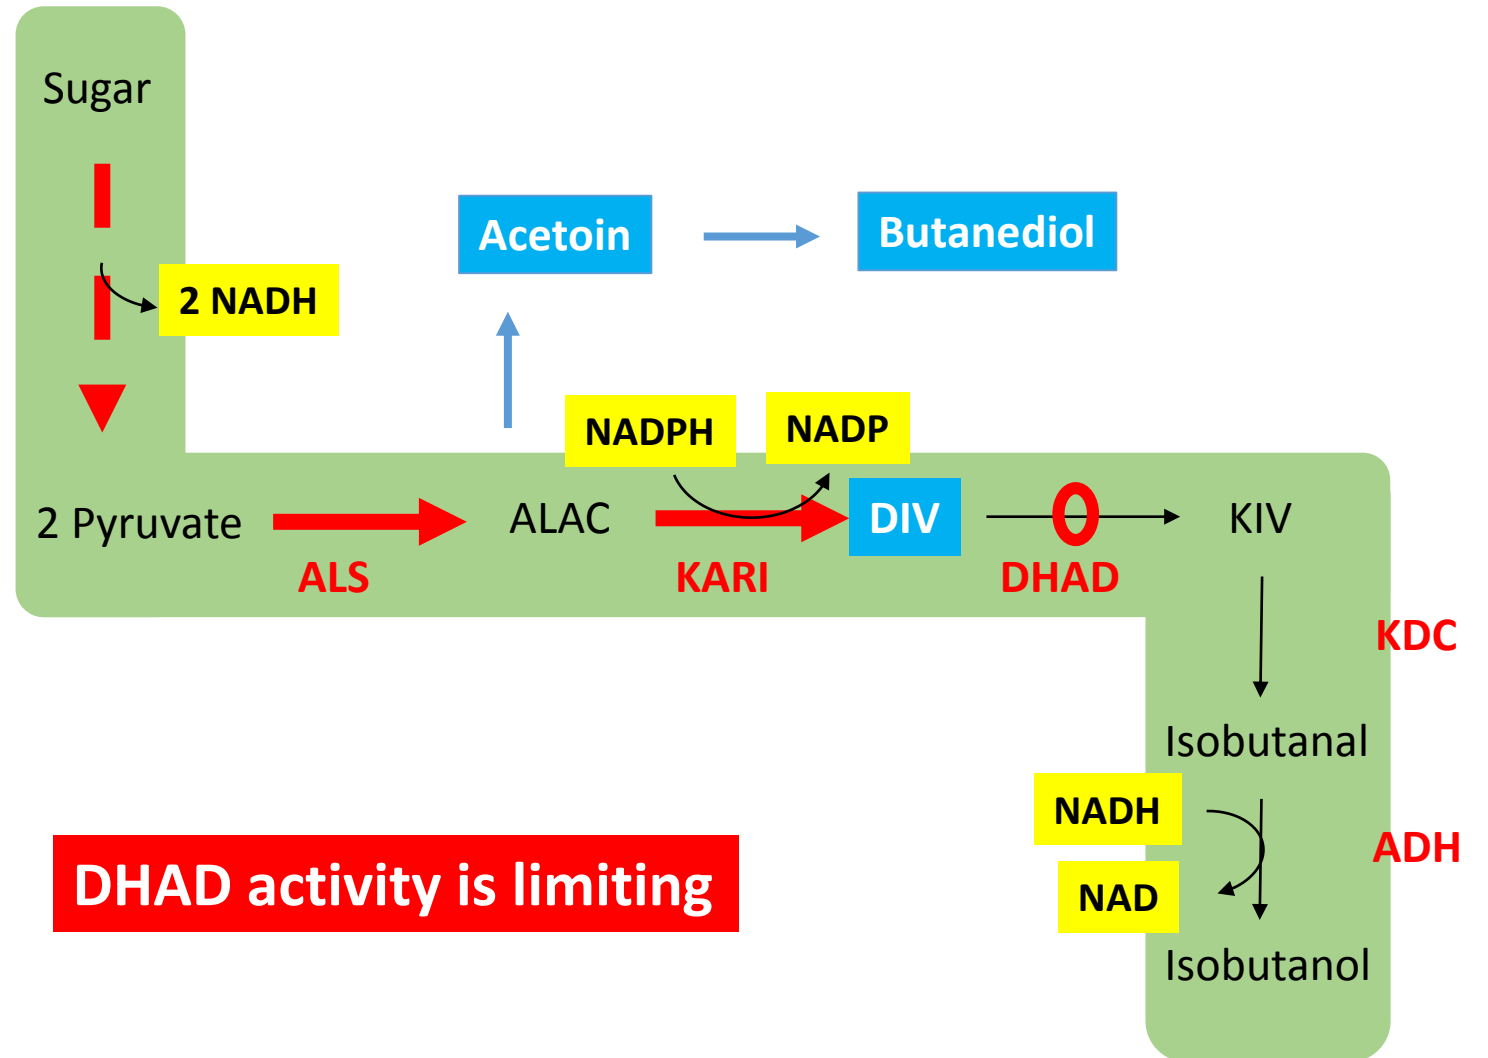 Sugar
2 NADH
Acetoin
Butanediol
NADPH
NADP
2 Pyruvate
ALAC
DIV
KIV
ALS
KARI
DHAD
KDC
Isobutanal
NADH
ADH
NAD
DHAD activity is limiting
Isobutanol